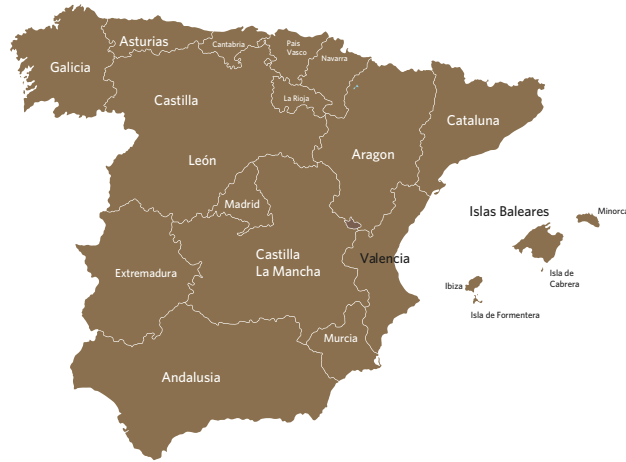 Asturias
Cantabria
Pais
Vasco
Navarra
Galicia
Castilla
La Rioja
Cataluna
León
Aragon
Madrid
Islas Baleares
Minorca
Castilla
La Mancha
Valencia
Extremadura
Isla de
Cabrera
Ibiza
Isla de Formentera
Murcia
Andalusia